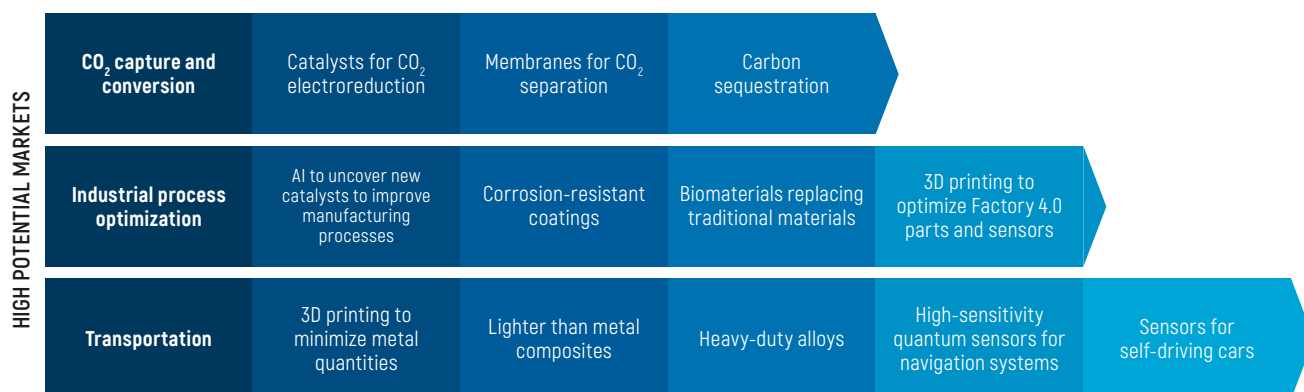 HIGH POTENTIAL MARKETS
CO₂ capture and
conversion
Catalysts for CO₂
electroreduction
Membranes for CO₂
separation
Carbon
sequestration
Industrial process
optimization
AI to uncover new
catalysts to improve
manufacturing
processes
Corrosion-resistant
coatings
Biomaterials replacing
traditional materials
3D printing to
optimize Factory 4.0
parts and sensors
Transportation
3D printing to
minimize metal
quantities
Lighter than metal
composites
Heavy-duty alloys
High-sensitivity
quantum sensors for
navigation systems
Sensors for
self-driving cars